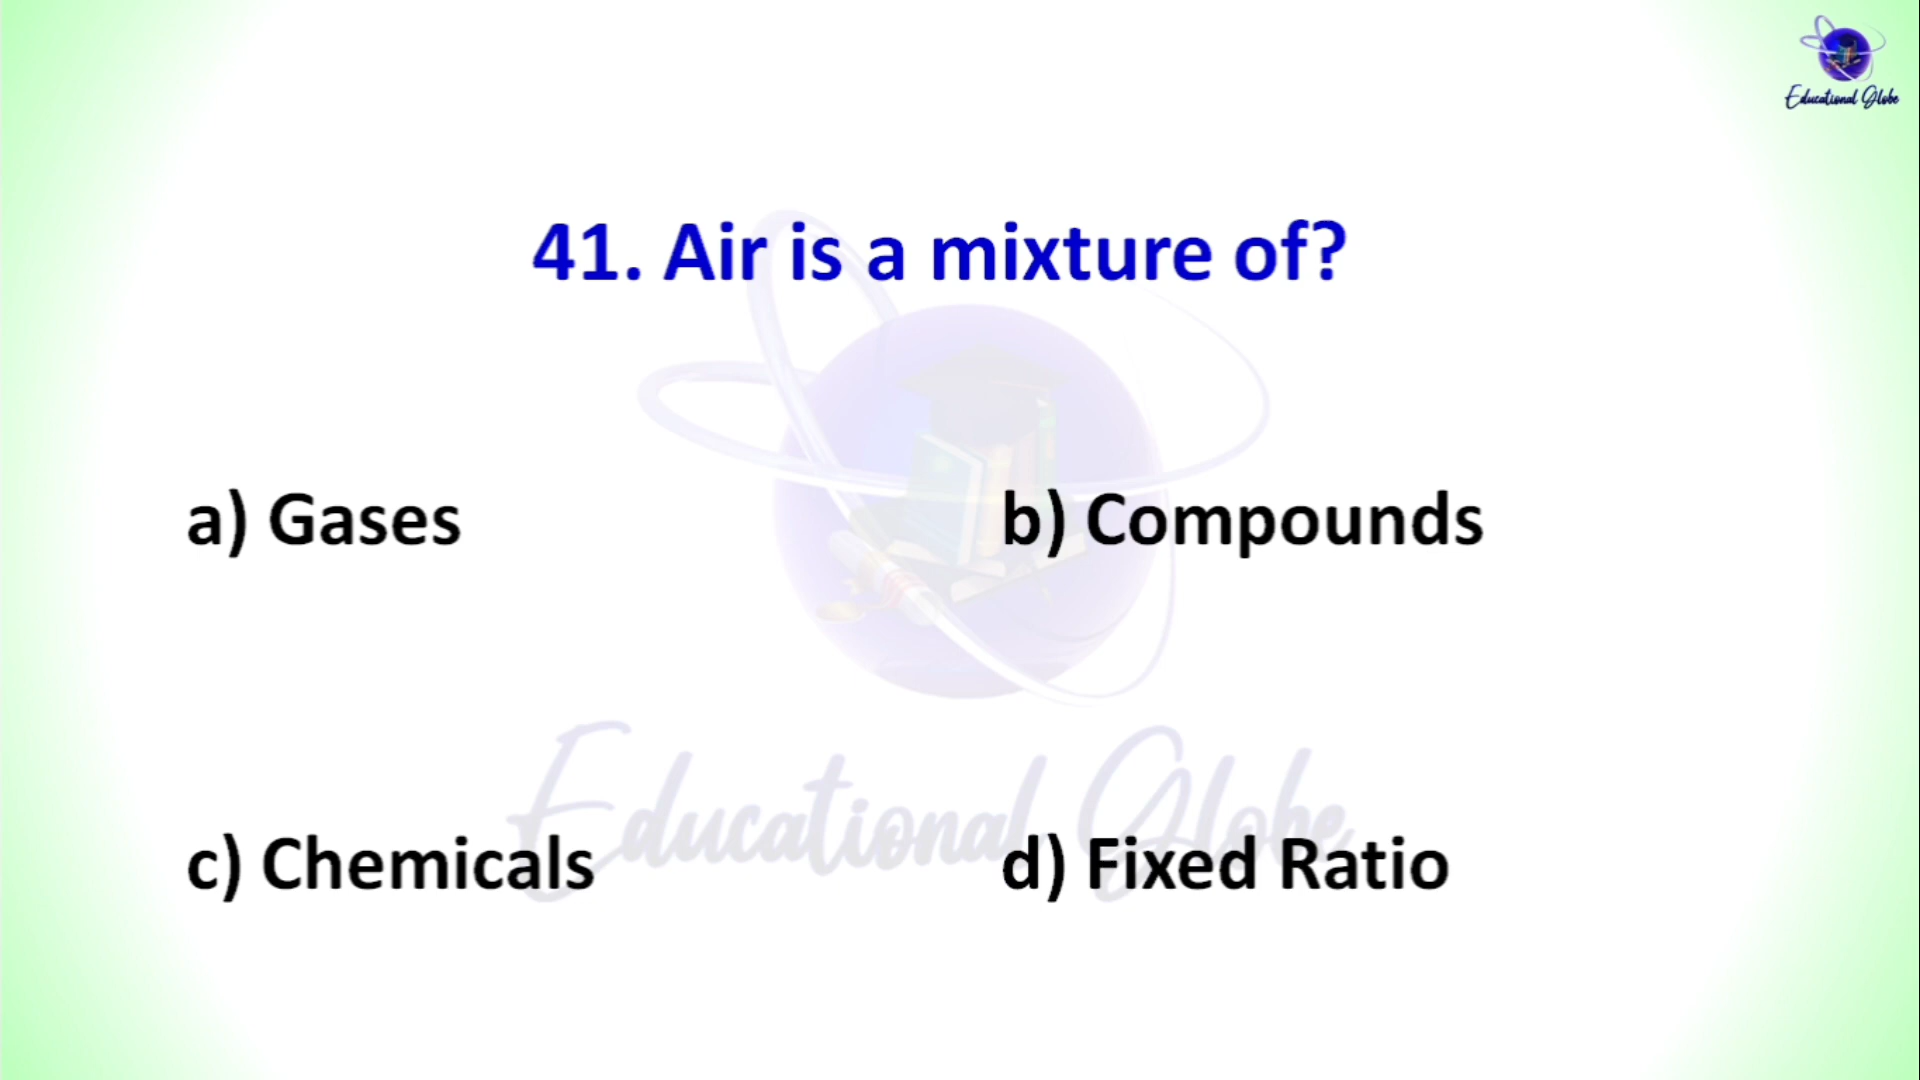 Educational Globe
41. Air is a mixture of?
a) Gases
b) Compounds
Educational Globe
c) Chemicals
d) Fixed Ratio